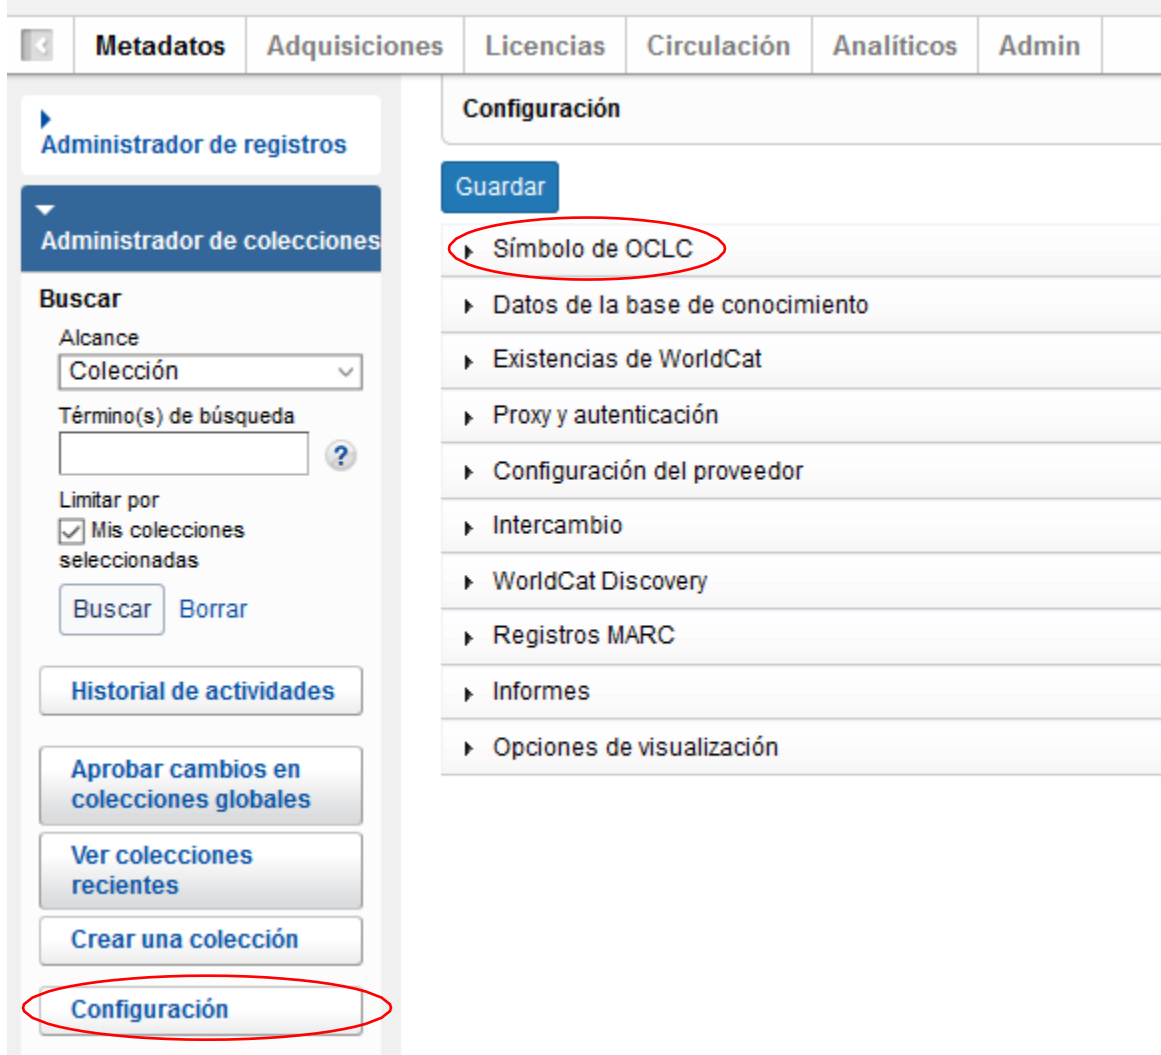 Metadatos
Adquisiciones
Licencias
Circulación
Analíticos
Admin
Administrador de registros
Administrador de colecciones
Buscar
Alcance
Colección
Término(s) de búsqueda
?
Limitar por
Mis colecciones
seleccionadas
Buscar
Borrar
Historial de actividades
Aprobar cambios en
colecciones globales
Ver colecciones
recientes
Crear una colección
Configuración
Configuración
Guardar
Símbolo de OCLC
Datos de la base de conocimiento
Existencias de WorldCat
Proxy y autenticación
Configuración del proveedor
Intercambio
WorldCat Discovery
Registros MARC
Informes
Opciones de visualización